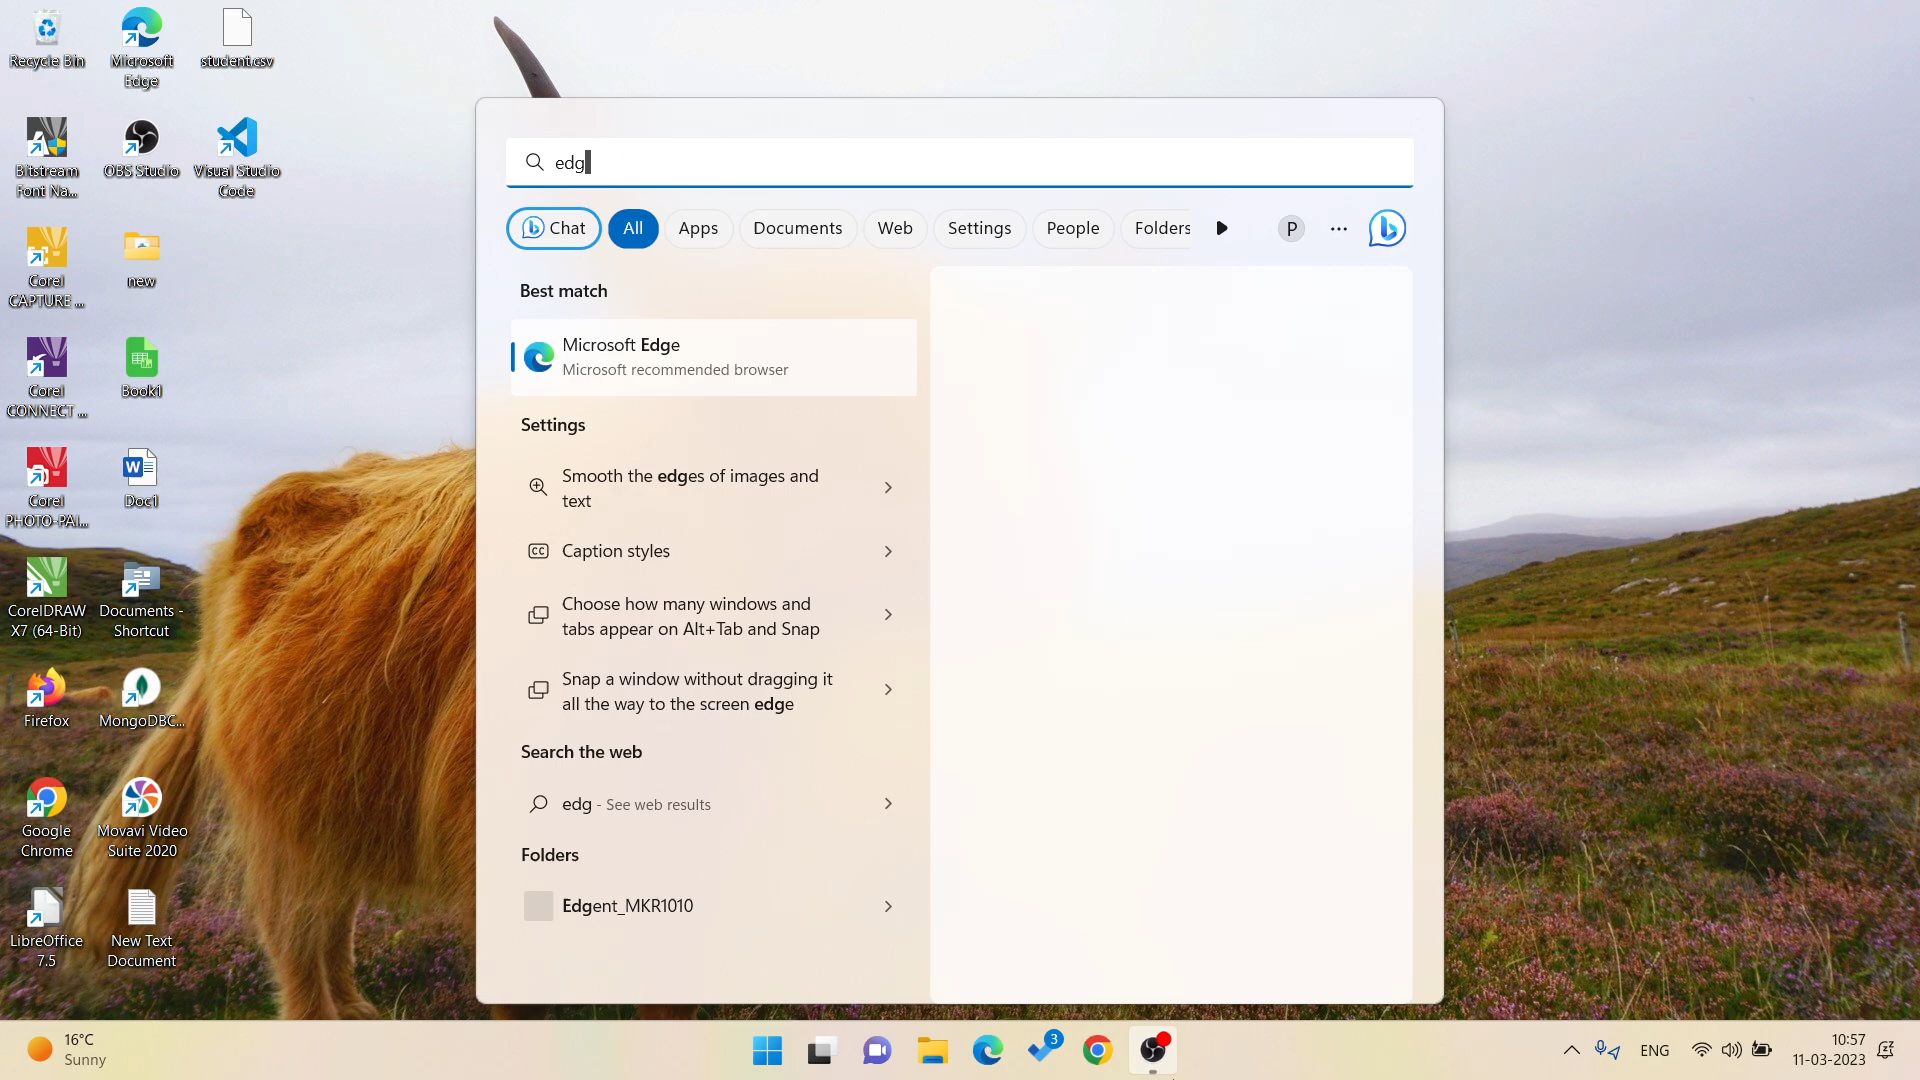 Recycle Bin
Microsoft
Edge
student.csv
Bitstream
Font Na...
OBS Studio
Visual Studio
Code
Corel
CAPTURE ...
new
Corel
CONNECT ...
Book1
Corel
PHOTO-PAI...
Doc1
CorelDRAW
X7 (64-Bit)
Documents -
Shortcut
Firefox
MongoDBC...
Google
Chrome
Movavi Video
Suite 2020
LibreOffice
7.5
New Text
Document
edg
Chat
All
Apps
Documents
Web
Settings
People
Folders
P
Best match
Microsoft Edge
Microsoft recommended browser
Settings
Smooth the edges of images and
text
CC
Caption styles
Choose how many windows and
tabs appear on Alt+Tab and Snap
Snap a window without dragging it
all the way to the screen edge
Search the web
edg - See web results
Folders
Edgent_MKR1010
16°C
Sunny
3
ENG
10:57
11-03-2023